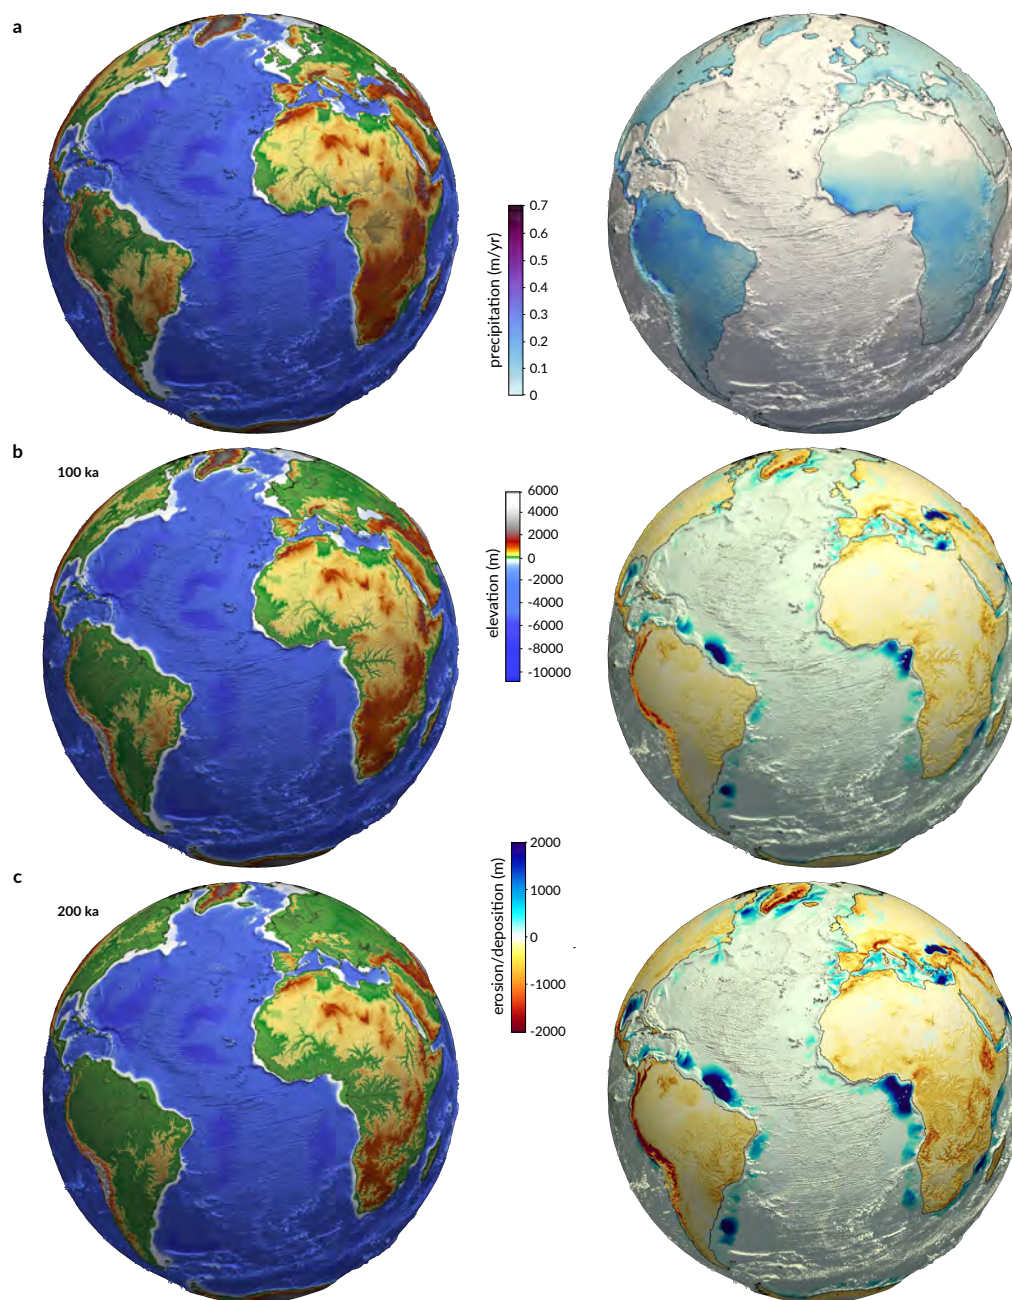 a
precipitation (m/yr)
0.7
0.6
0.5
0.4
0.3
0.2
0.1
0
b
100 ka
elevation (m)
6000
4000
2000
0
-2000
-4000
-6000
-8000
-10000
c
200 ka
erosion/deposition (m)
2000
1000
0
-1000
-2000